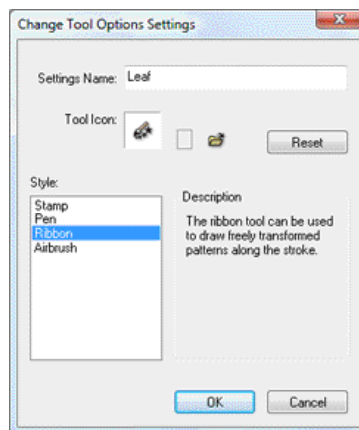 Change Tool Options Settings
Settings Name: Leaf
Tool Icon:
Reset
Style:
Stamp
Pen
Ribbon
Airbrush
Description
The ribbon tool can be used
to draw freely transformed
patterns along the stroke.
OK
Cancel